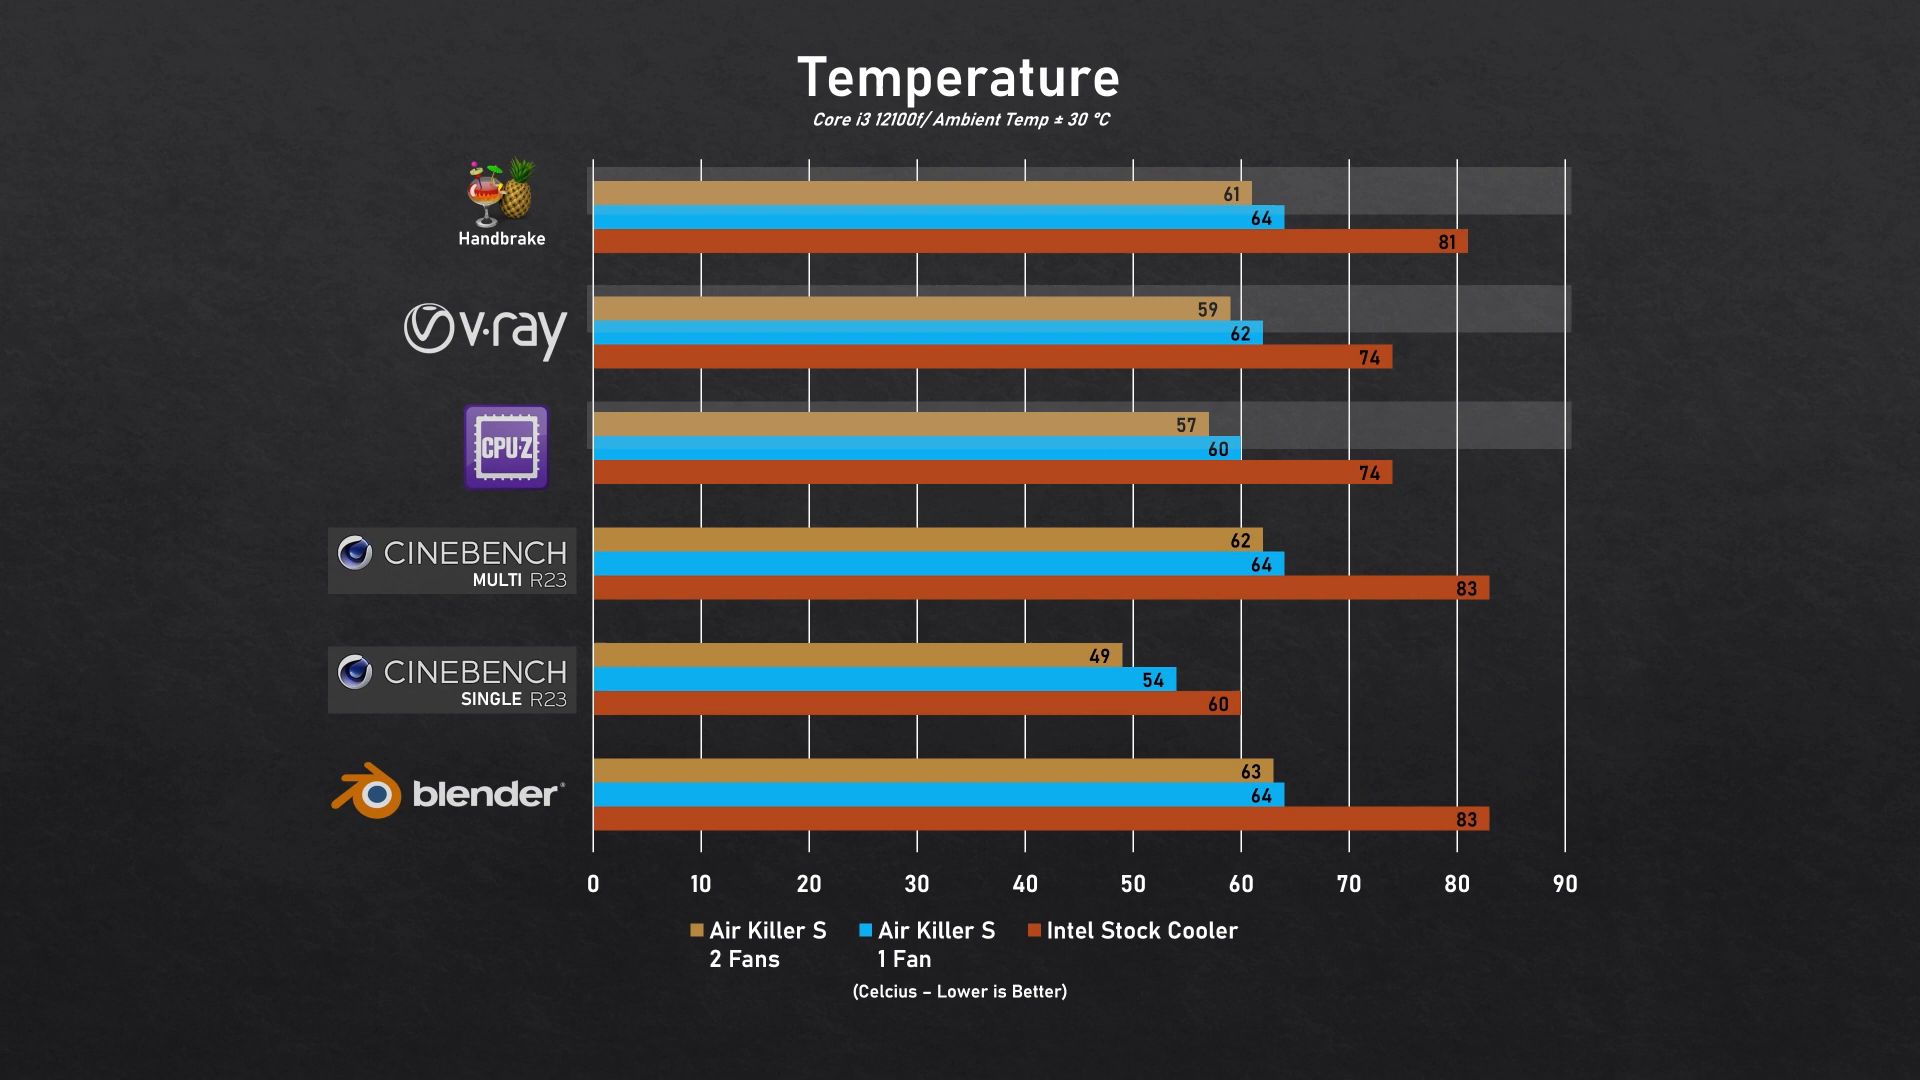 Temperature
Core i3 12100f/ Ambient Temp ± 30 °C
61
64
81
Handbrake
59
62
74
v·ray
57
60
74
CPU-Z
62
64
83
CINEBENCH
MULTI R23
49
54
60
CINEBENCH
SINGLE R23
63
64
83
blender®
0 10 20 30 40 50 60 70 80 90
Air Killer S 2 Fans
Air Killer S 1 Fan
Intel Stock Cooler
(Celcius – Lower is Better)